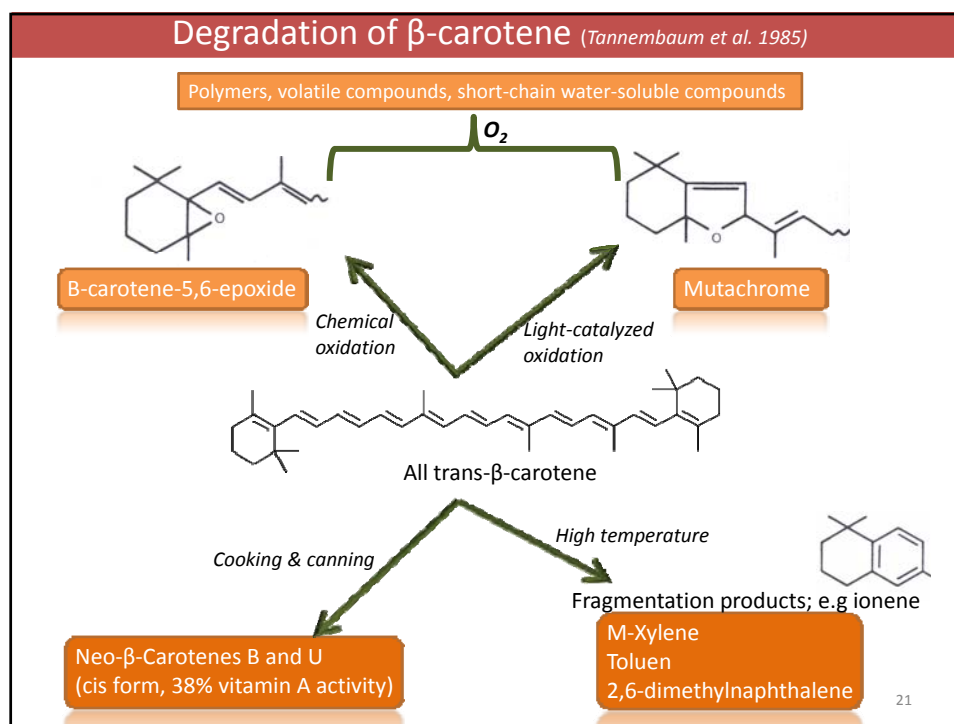 Degradation of β-carotene (Tannembaum et al. 1985)
Polymers, volatile compounds, short-chain water-soluble compounds
O2
O
O
B-carotene-5,6-epoxide
Mutachrome
Chemical
oxidation
Light-catalyzed
oxidation
All trans-β-carotene
Cooking & canning
High temperature
Fragmentation products; e.g ionene
Neo-β-Carotenes B and U
(cis form, 38% vitamin A activity)
M-Xylene
Toluen
2,6-dimethylnaphthalene
21